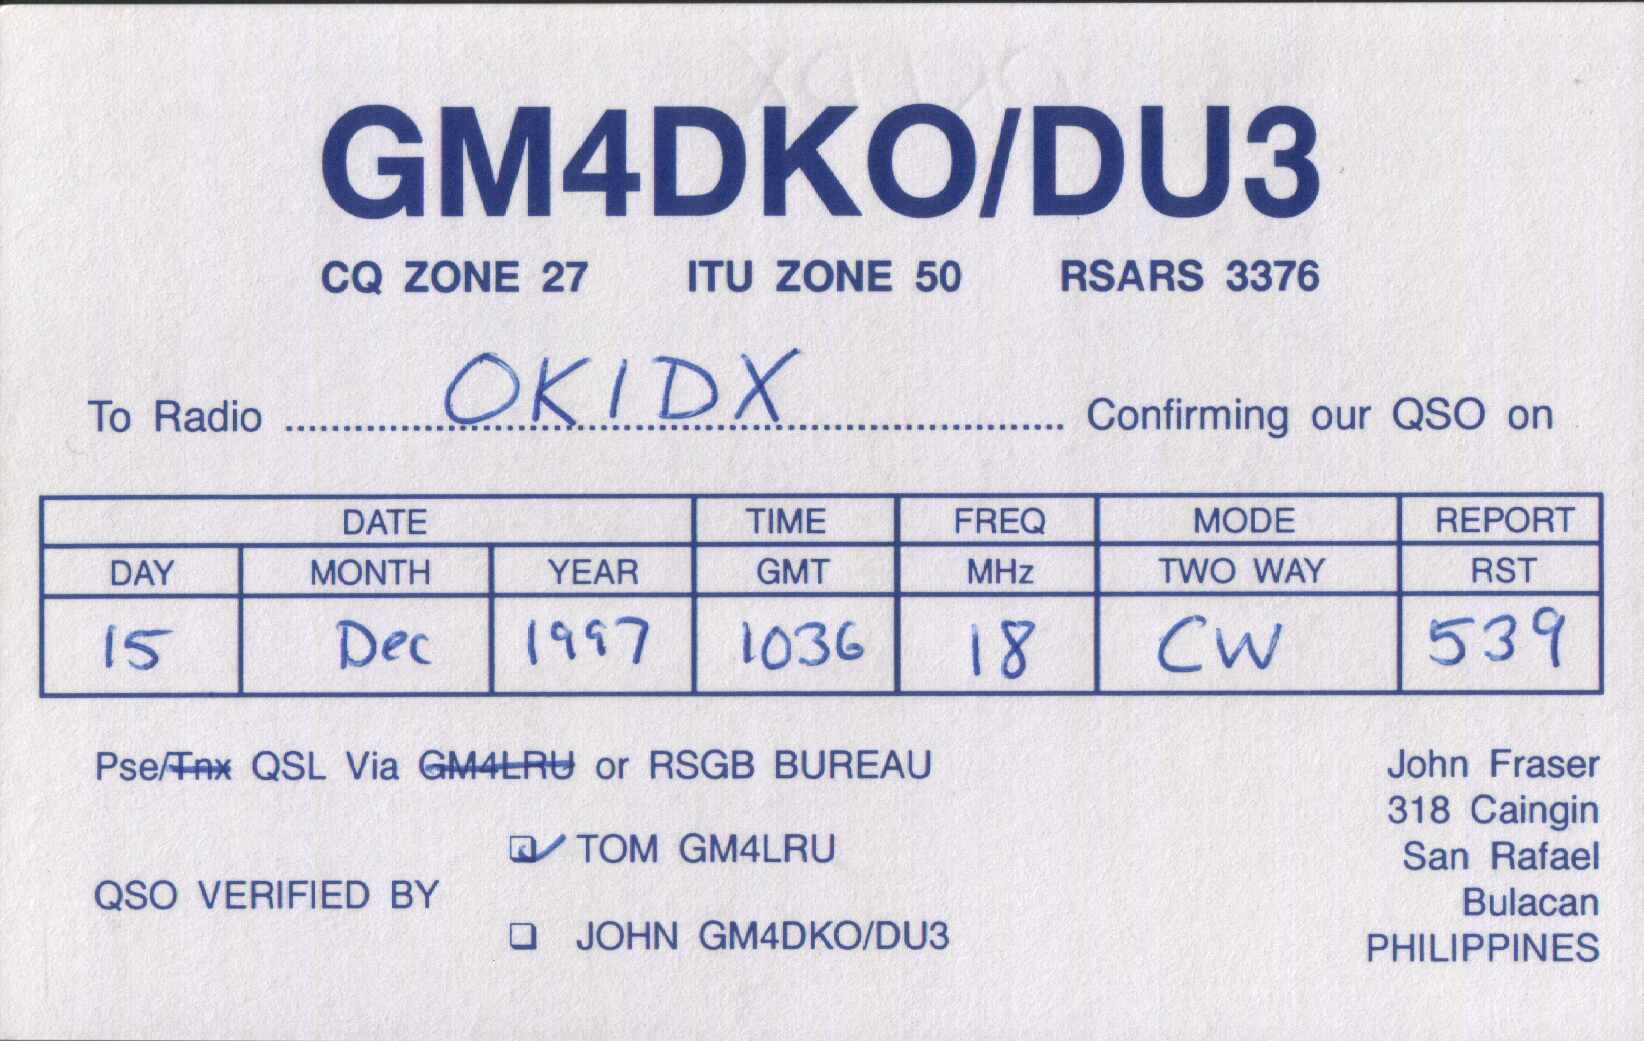 GM4DKO/DU3
CQ ZONE 27 ITU ZONE 50 RSARS 3376
To Radio OK1DX Confirming our QSO on
DATE TIME FREQ MODE REPORT
DAY MONTH YEAR GMT MHz TWO WAY RST
15 Dec 1997 1036 18 CW 539
Pse/Tnx QSL Via GM4LRU or RSGB BUREAU
TOM GM4LRU
QSO VERIFIED BY
JOHN GM4DKO/DU3
John Fraser
318 Caingin
San Rafael
Bulacan
PHILIPPINES